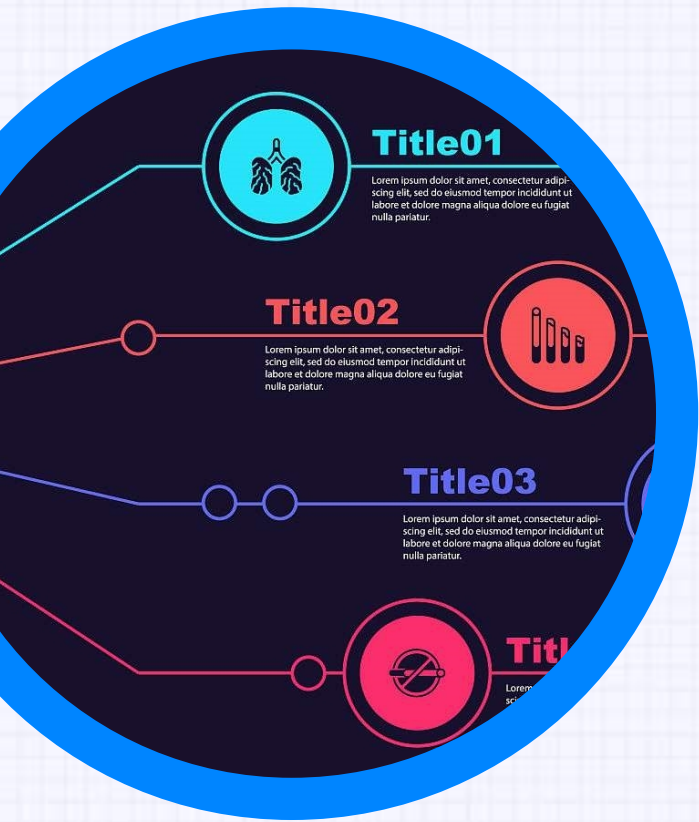 Title01
Lorem ipsum dolor sit amet, consectetur adipi-
scing elit, sed do eiusmod tempor incididunt ut
labore et dolore magna aliqua dolore eu fugiat
nulla pariatur.
Title02
Lorem ipsum dolor sit amet, consectetur adipi-
scing elit, sed do eiusmod tempor incididunt ut
labore et dolore magna aliqua dolore eu fugiat
nulla pariatur.
Title03
Lorem ipsum dolor sit amet, consectetur adipi-
scing elit, sed do eiusmod tempor incididunt ut
labore et dolore magna aliqua dolore eu fugiat
nulla pariatur.
Lorem